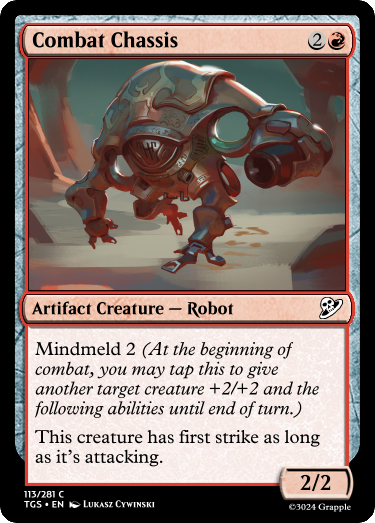 Combat Chassis 2
Artifact Creature — Robot
Mindmeld 2 (At the beginning of
combat, you may tap this to give
another target creature +2/+2 and the
following abilities until end of turn.)
This creature has first strike as long
as it's attacking.
2/2
113/281 C
TGS • EN Lukasz Cywinski
©3024 Grapple